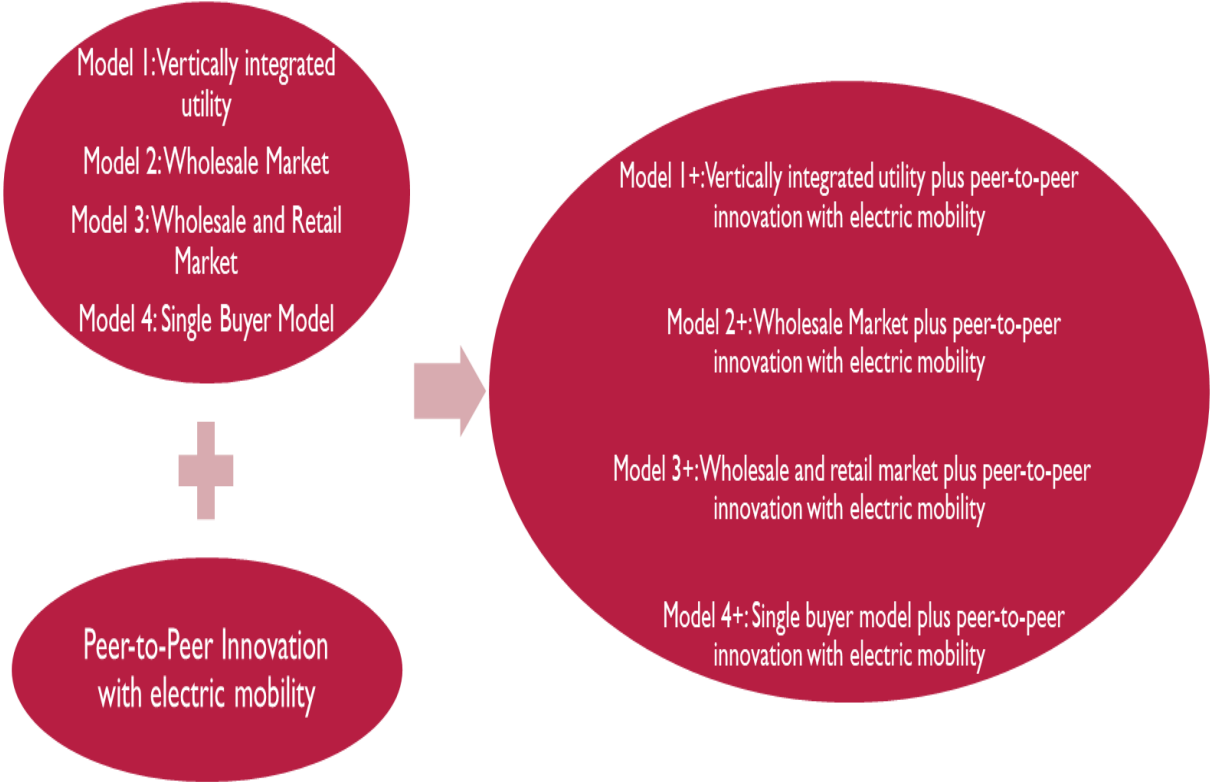 Model 1:Vertically integrated
utility
Model 2:Wholesale Market
Model 3:Wholesale and Retail
Market
Model 4: Single Buyer Model
Peer-to-Peer Innovation
with electric mobility
Model 1+:Vertically integrated utility plus peer-to-peer
innovation with electric mobility
Model 2+:Wholesale Market plus peer-to-peer
innovation with electric mobility
Model 3+:Wholesale and retail market plus peer-to-peer
innovation with electric mobility
Model 4+: Single buyer model plus peer-to-peer
innovation with electric mobility